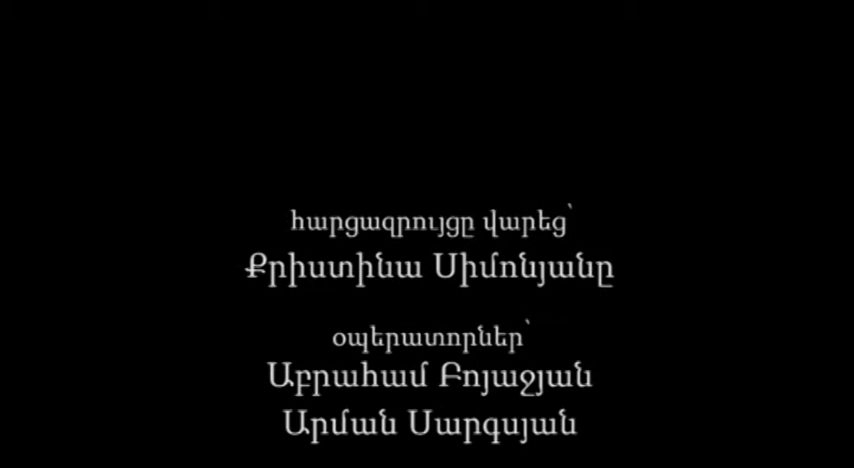 հարցազրույցը վարեց՝
Քրիստինա Սիմոնյանը
օպերատորներ՝
Աբրահամ Բոյաջյան
Արման Սարգսյան